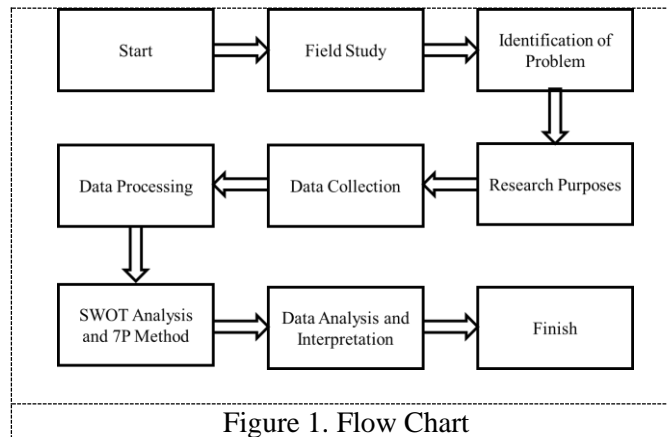 Start
Field Study
Identification of
Problem
Research Purposes
Data Collection
Data Processing
SWOT Analysis
and 7P Method
Data Analysis and
Interpretation
Finish
Figure 1. Flow Chart